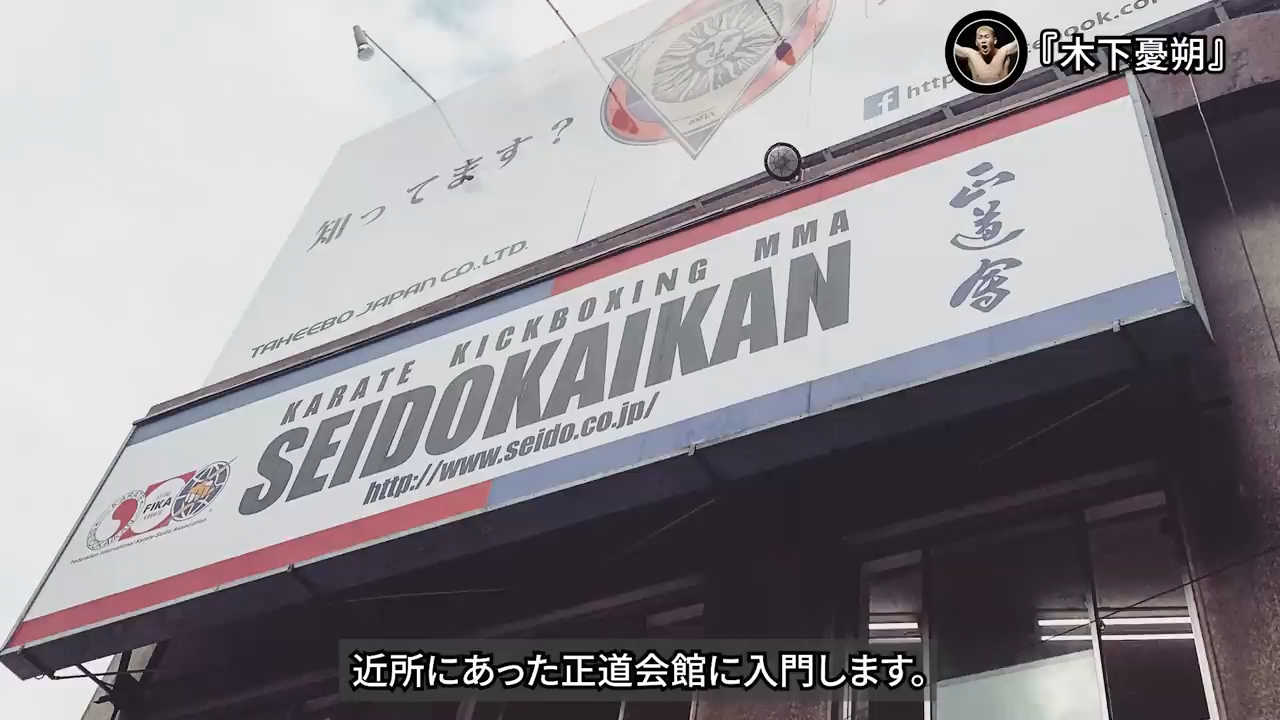 『木下憂朔』
知ってます?
TAHEEBO JAPAN CO.,LTD.
KARATE KICKBOXING MMA
SEIDOKAIKAN
http://www.seido.co.jp/
正道会
FIKA
近所にあった正道会館に入門します。